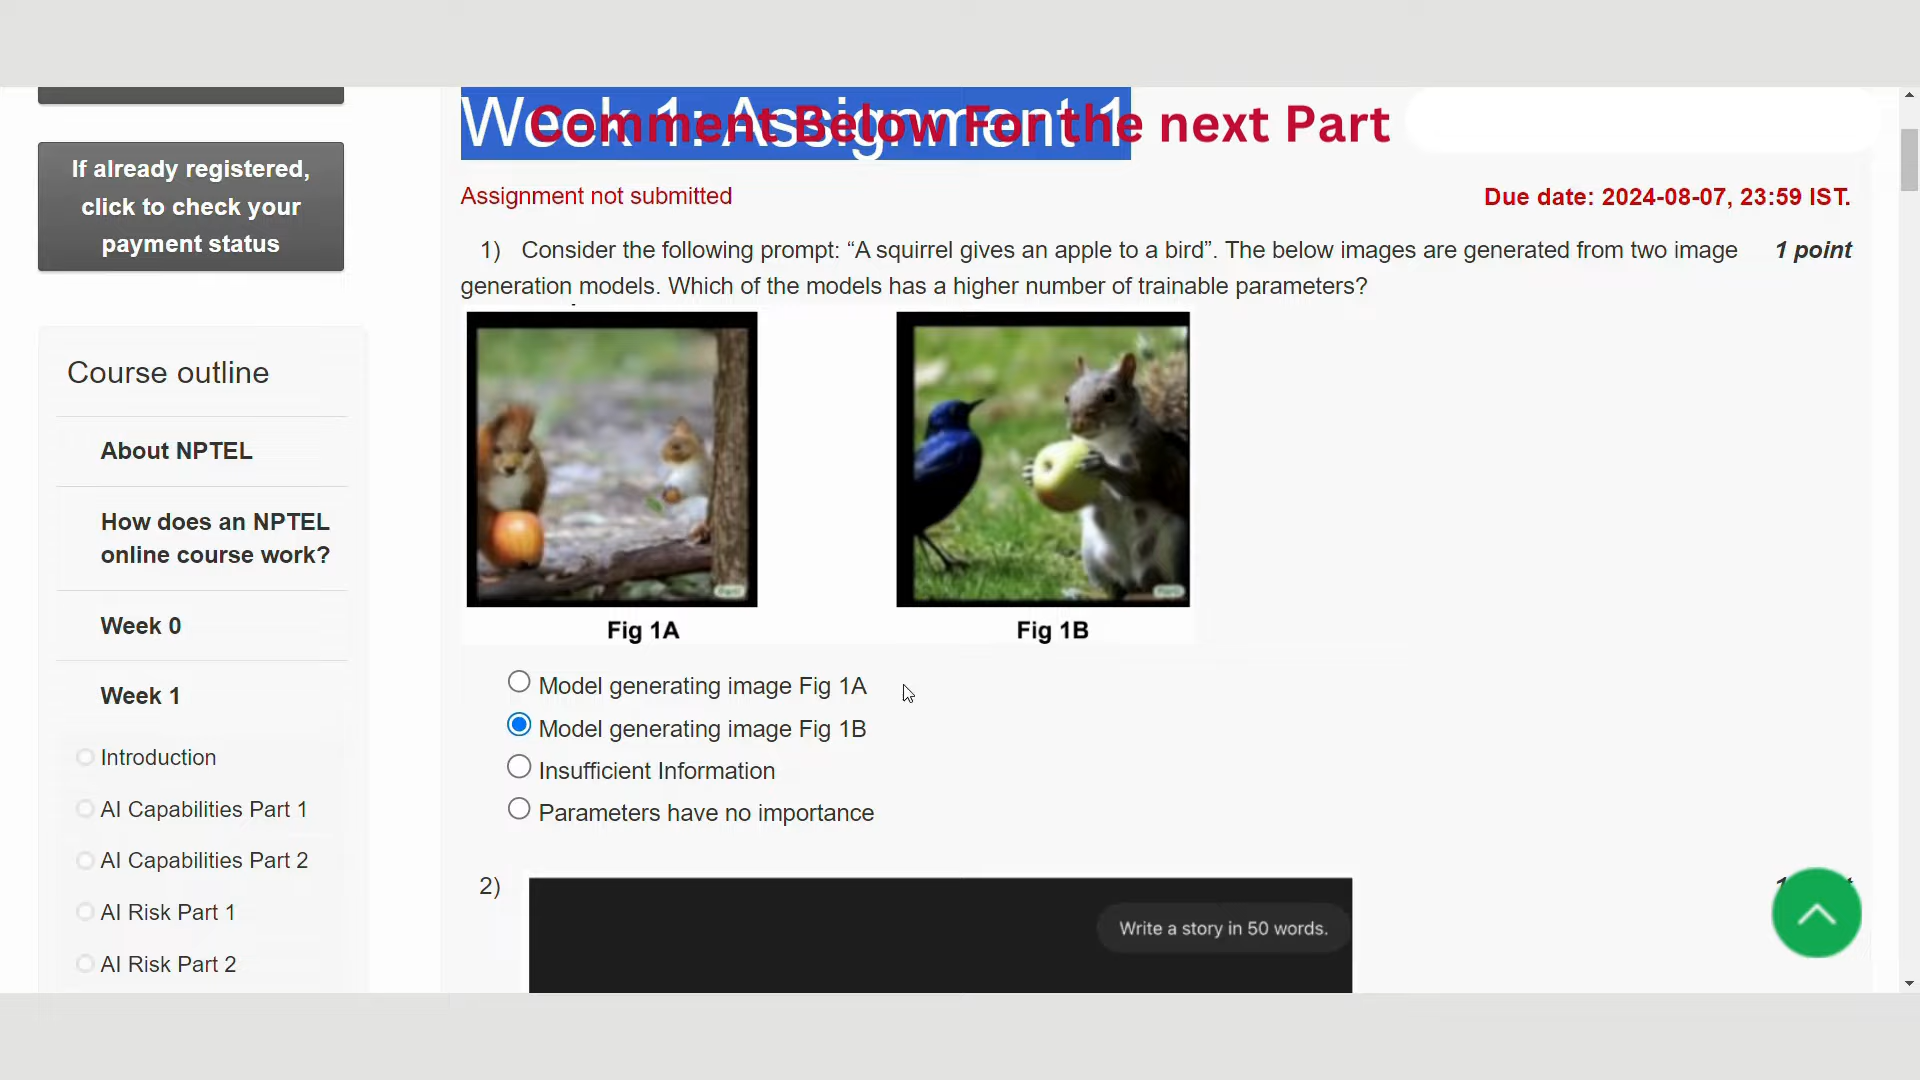 Week 1: Assignment 1
Comment Below For the next Part
If already registered,
click to check your
payment status
Assignment not submitted
Due date: 2024-08-07, 23:59 IST.
1) Consider the following prompt: “A squirrel gives an apple to a bird”. The below images are generated from two image 1 point
generation models. Which of the models has a higher number of trainable parameters?
Course outline
About NPTEL
How does an NPTEL
online course work?
Week 0
Week 1
Introduction
AI Capabilities Part 1
AI Capabilities Part 2
AI Risk Part 1
AI Risk Part 2
Fig 1A
Fig 1B
Model generating image Fig 1A
Model generating image Fig 1B
Insufficient Information
Parameters have no importance
2)
Write a story in 50 words.